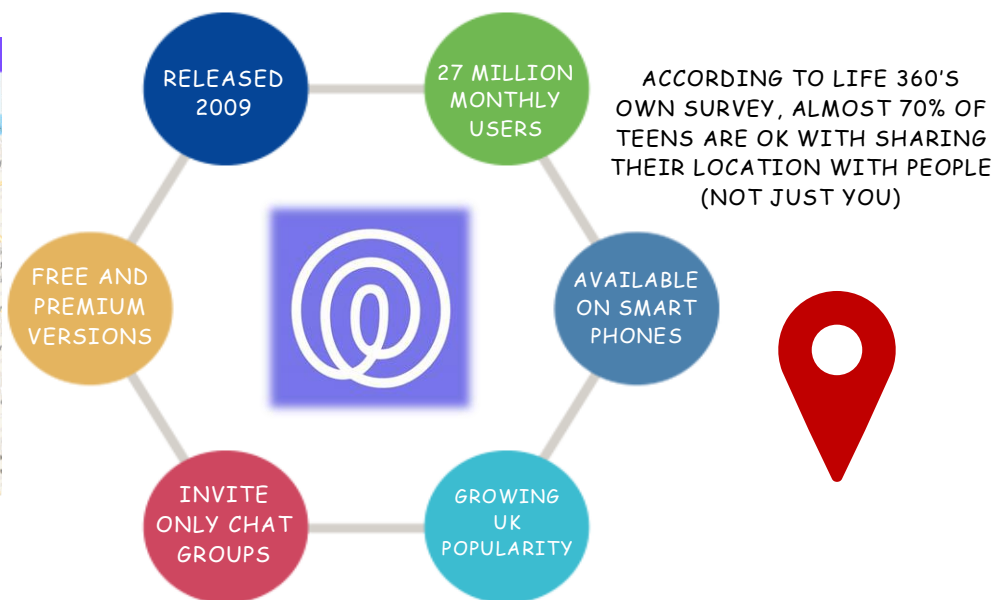 RELEASED
2009
27 MILLION
MONTHLY
USERS
ACCORDING TO LIFE 360'S
OWN SURVEY, ALMOST 70% OF
TEENS ARE OK WITH SHARING
THEIR LOCATION WITH PEOPLE
(NOT JUST YOU)
FREE AND
PREMIUM
VERSIONS
AVAILABLE
ON SMART
PHONES
INVITE
ONLY CHAT
GROUPS
GROWING
UK
POPULARITY